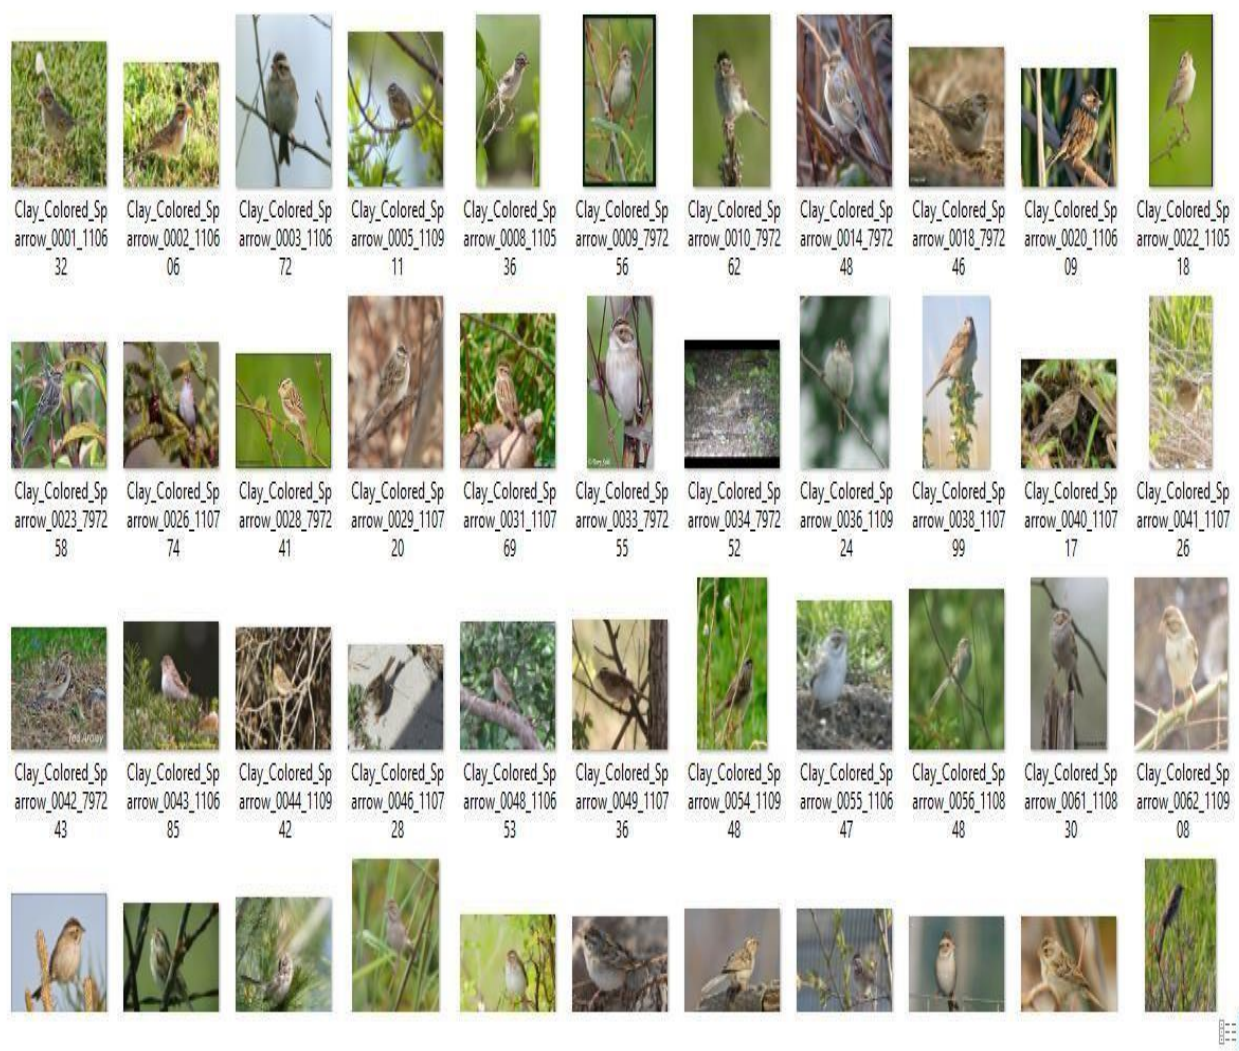 Clay_Colored_Sp
arrow_0001_1106
32
Clay_Colored_Sp
arrow_0002_1106
06
Clay_Colored_Sp
arrow_0003_1106
72
Clay_Colored_Sp
arrow_0005_1109
11
Clay_Colored_Sp
arrow_0008_1105
36
Clay_Colored_Sp
arrow_0009_7972
56
Clay_Colored_Sp
arrow_0010_7972
62
Clay_Colored_Sp
arrow_0014_7972
48
Clay_Colored_Sp
arrow_0018_7972
46
Clay_Colored_Sp
arrow_0020_1106
09
Clay_Colored_Sp
arrow_0022_1105
18
Clay_Colored_Sp
arrow_0023_7972
58
Clay_Colored_Sp
arrow_0026_1107
74
Clay_Colored_Sp
arrow_0028_7972
41
Clay_Colored_Sp
arrow_0029_1107
20
Clay_Colored_Sp
arrow_0031_1107
69
Clay_Colored_Sp
arrow_0033_7972
55
Clay_Colored_Sp
arrow_0034_7972
52
Clay_Colored_Sp
arrow_0036_1109
24
Clay_Colored_Sp
arrow_0038_1107
99
Clay_Colored_Sp
arrow_0040_1107
17
Clay_Colored_Sp
arrow_0041_1107
26
Clay_Colored_Sp
arrow_0042_7972
43
Clay_Colored_Sp
arrow_0043_1106
85
Clay_Colored_Sp
arrow_0044_1109
42
Clay_Colored_Sp
arrow_0046_1107
28
Clay_Colored_Sp
arrow_0048_1106
53
Clay_Colored_Sp
arrow_0049_1107
36
Clay_Colored_Sp
arrow_0054_1109
48
Clay_Colored_Sp
arrow_0055_1106
47
Clay_Colored_Sp
arrow_0056_1108
48
Clay_Colored_Sp
arrow_0061_1108
30
Clay_Colored_Sp
arrow_0062_1109
08